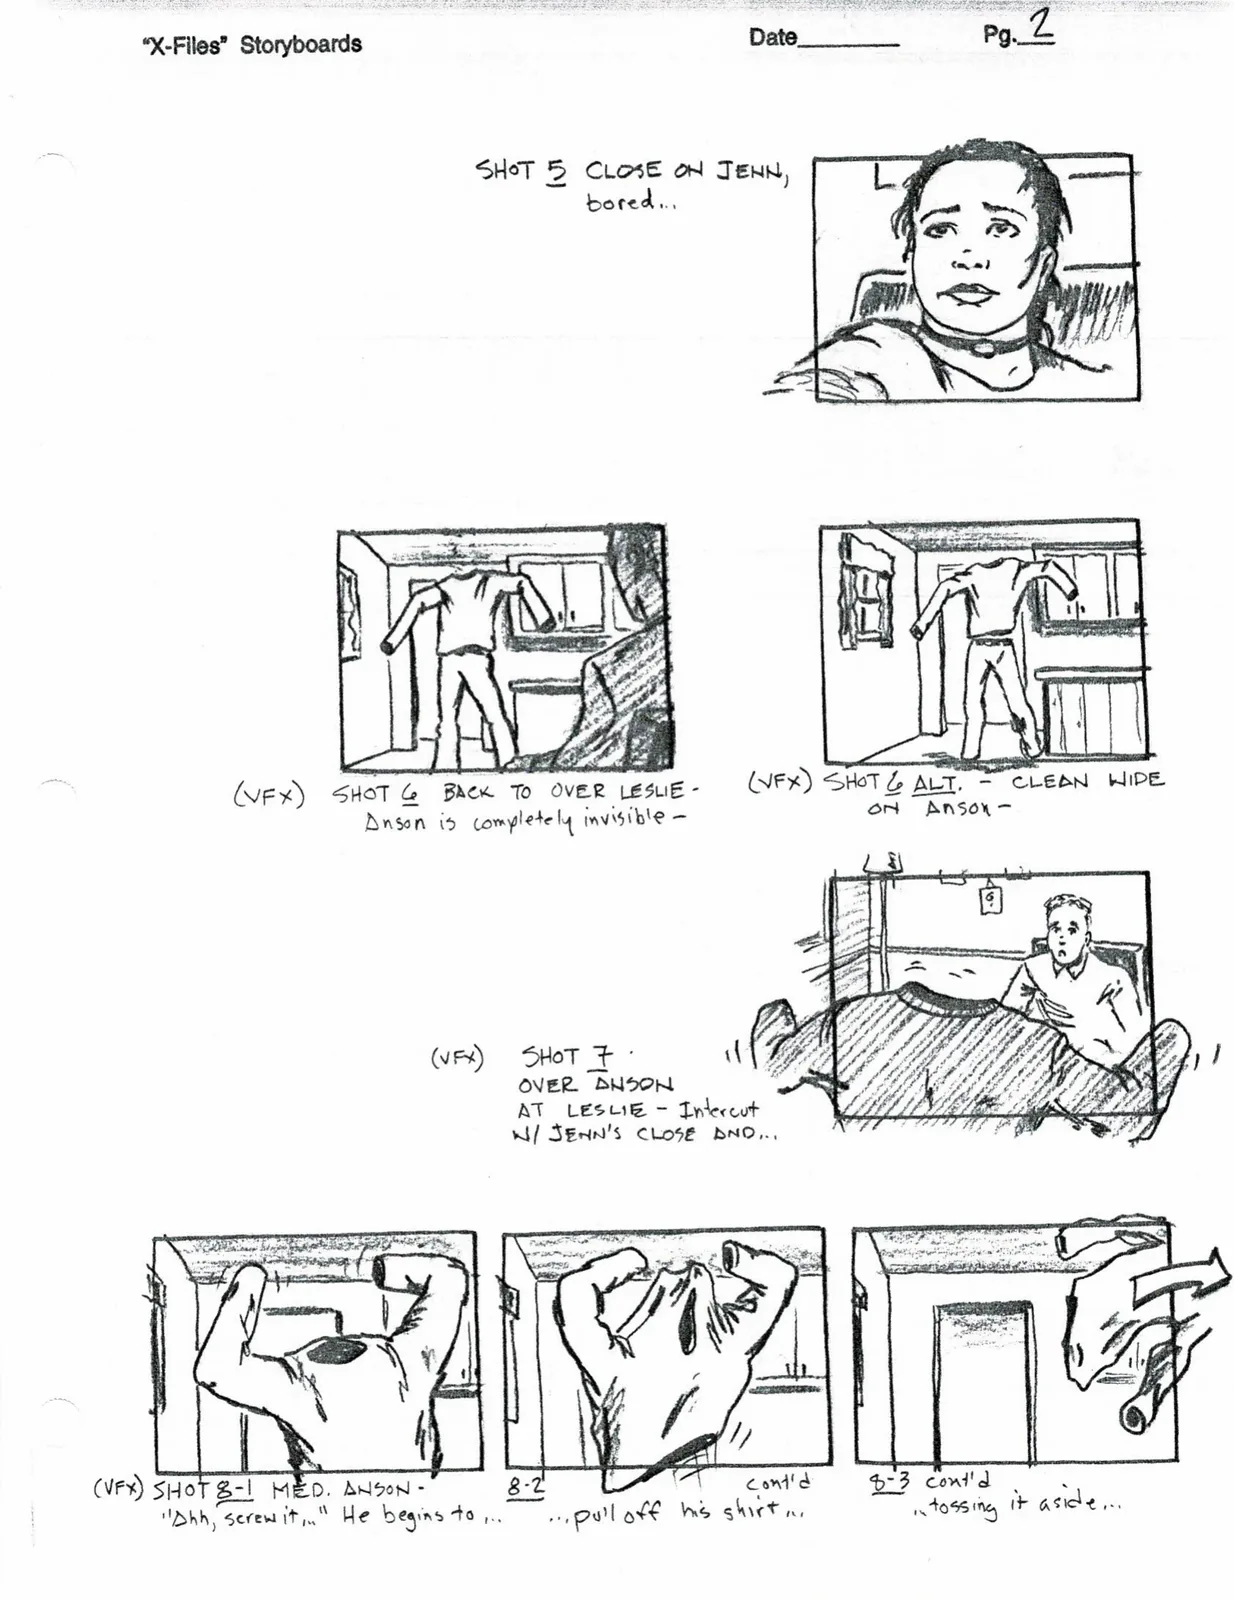 "X-Files" Storyboards
Date
Pg. 2
SHOT 5 CLOSE ON JENN,
bored...
(VFX) SHOT 6 BACK TO OVER LESLIE -
Anson is completely invisible -
(VFX) SHOT 6 ALT. - CLEAN WIDE
ON Anson -
(VFX) SHOT 7
OVER ANSON
AT LESLIE - Intercut
W/ JENN'S CLOSE AND...
(VFX) SHOT 8-1 MED. ANSON -
"Ahh, screw it..." He begins to...
8-2 cont'd
...pull off his shirt...
8-3 cont'd
...tossing it aside...